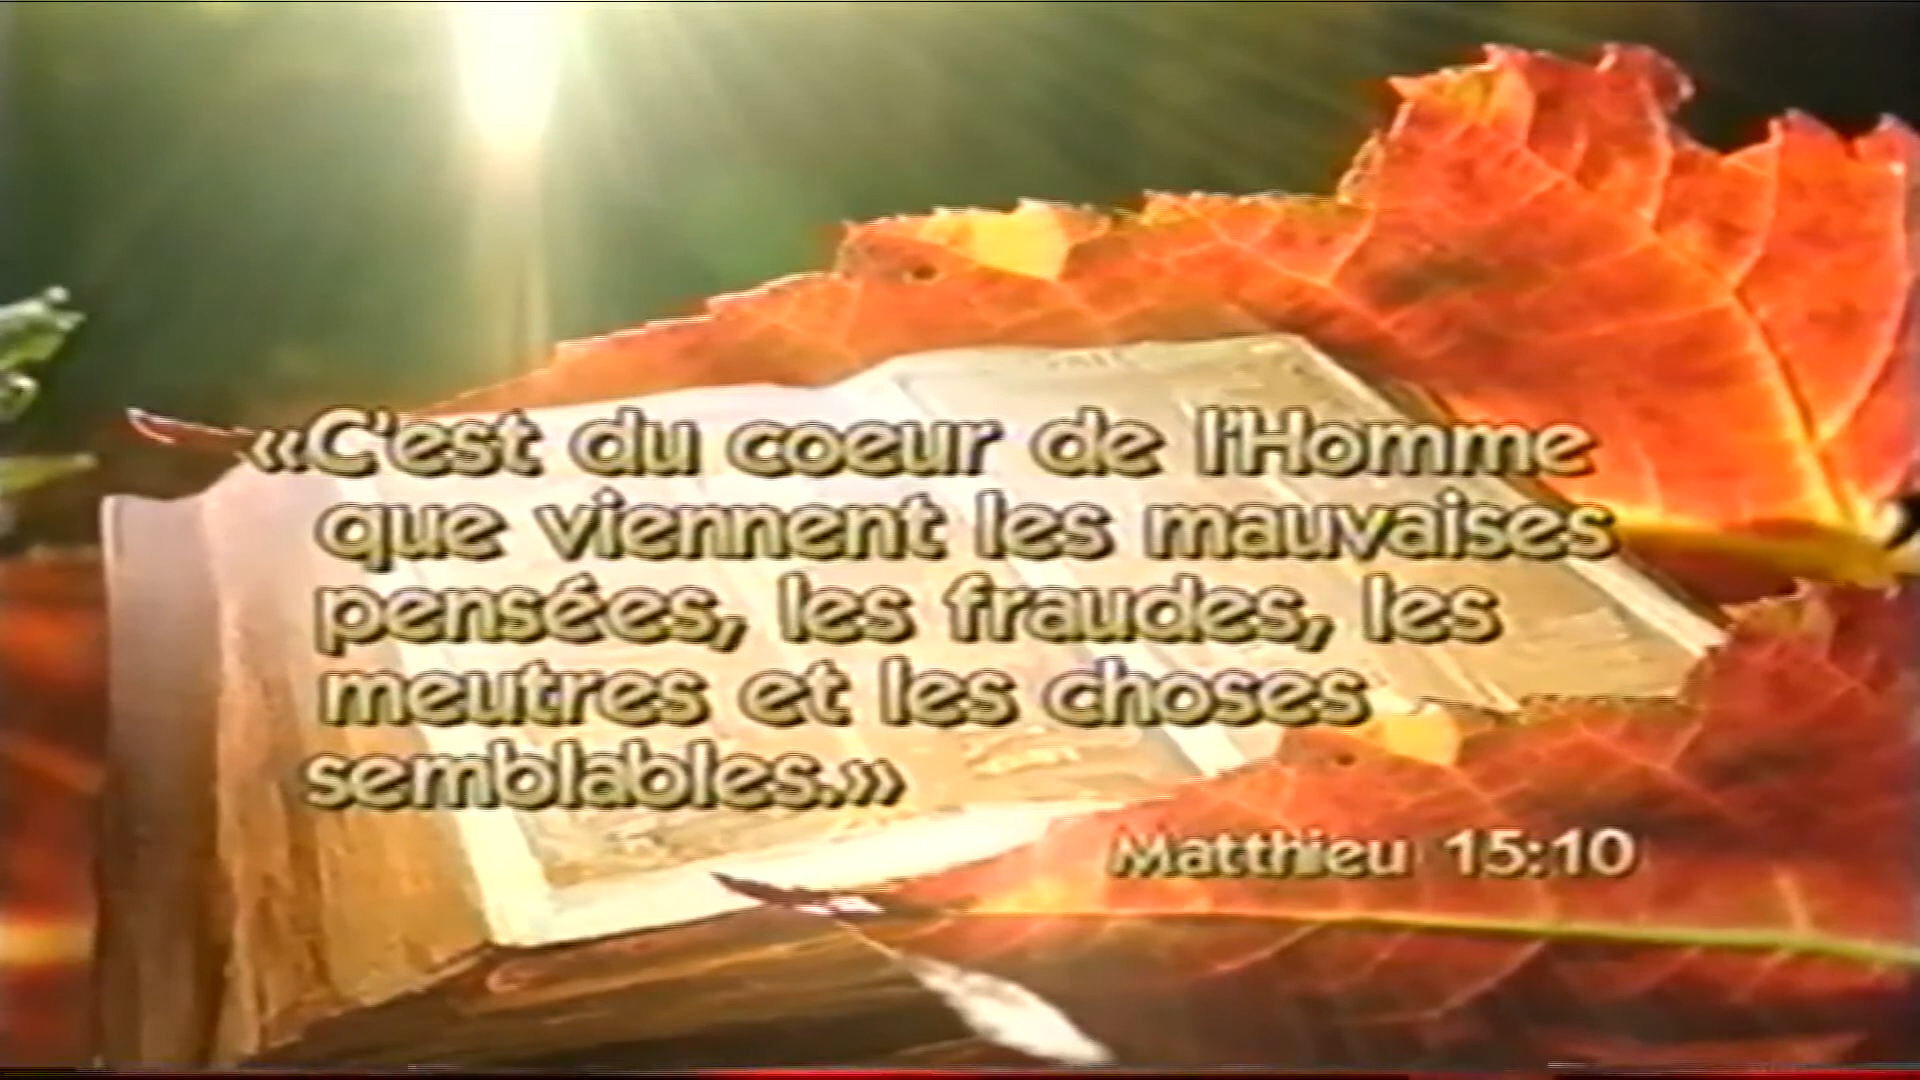 «C'est du coeur de l'Homme
que viennent les mauvaises
pensées, les fraudes, les
meutres et les choses
semblables.»
Matthieu 15:10